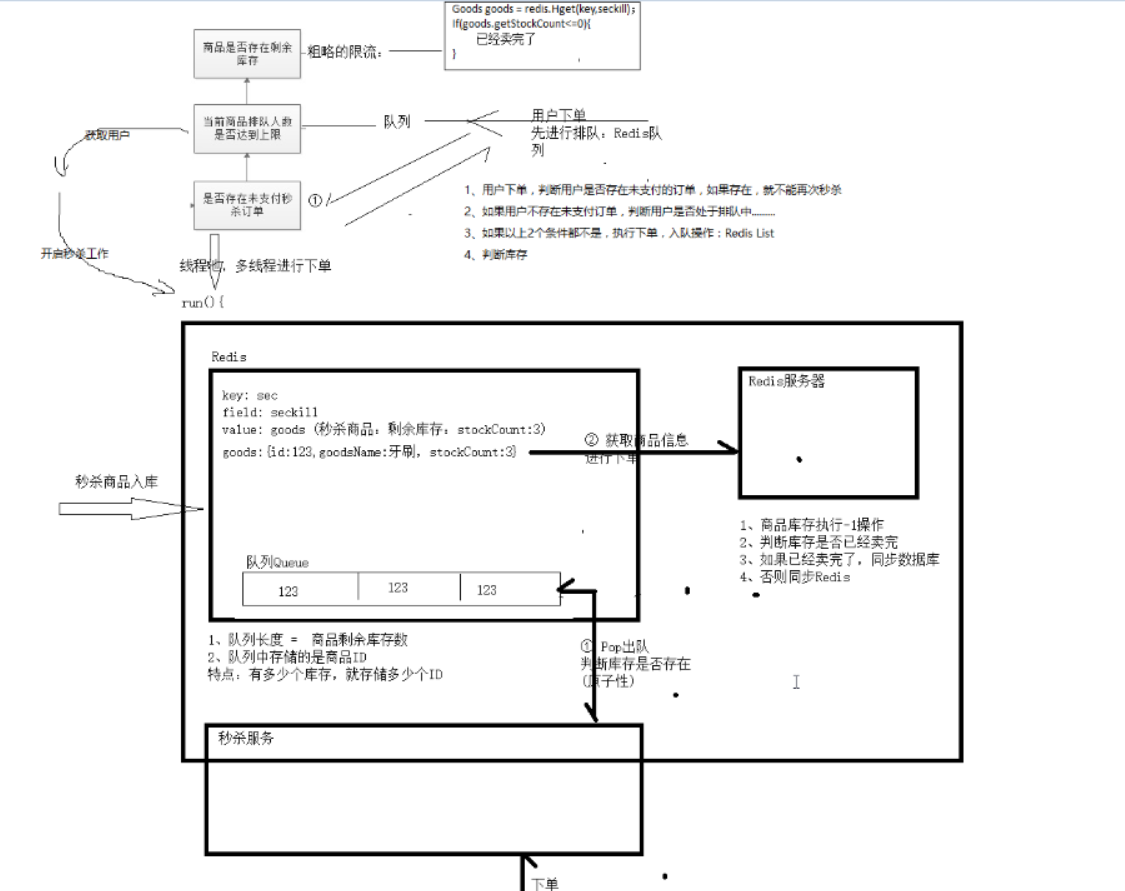 Goods goods = redis.Hget(key,seckill);
If(goods.getStockCount<=0){
已经卖完了
}
商品是否存在剩余
库存
粗略的限流:
当前商品排队人数
是否达到上限
队列
用户下单
先进行排队: Redis队
列
获取用户
是否存在未支付秒
杀订单
①
1、用户下单，判断用户是否存在未支付的订单，如果存在，就不能再次秒杀
2、如果用户不存在未支付订单，判断用户是否处于排队中.........
3、如果以上2个条件都不是，执行下单，入队操作：Redis List
4、判断库存
开启秒杀工作
线程池，多线程进行下单
run(){
Redis
key: sec
field: seckill
value: goods (秒杀商品: 剩余库存: stockCount:3)
goods:{id:123,goodsName:牙刷, stockCount:3}
② 获取商品信息
进行下单
Redis服务器
秒杀商品入库
1、商品库存执行-1操作
2、判断库存是否已经卖完
3、如果已经卖完了, 同步数据库
4、否则同步Redis
队列Queue
123
123
123
1、队列长度 = 商品剩余库存数
2、队列中存储的是商品ID
特点: 有多少个库存, 就存储多少个ID
① Pop出队
判断库存是否存在
(原子性)
秒杀服务
下单